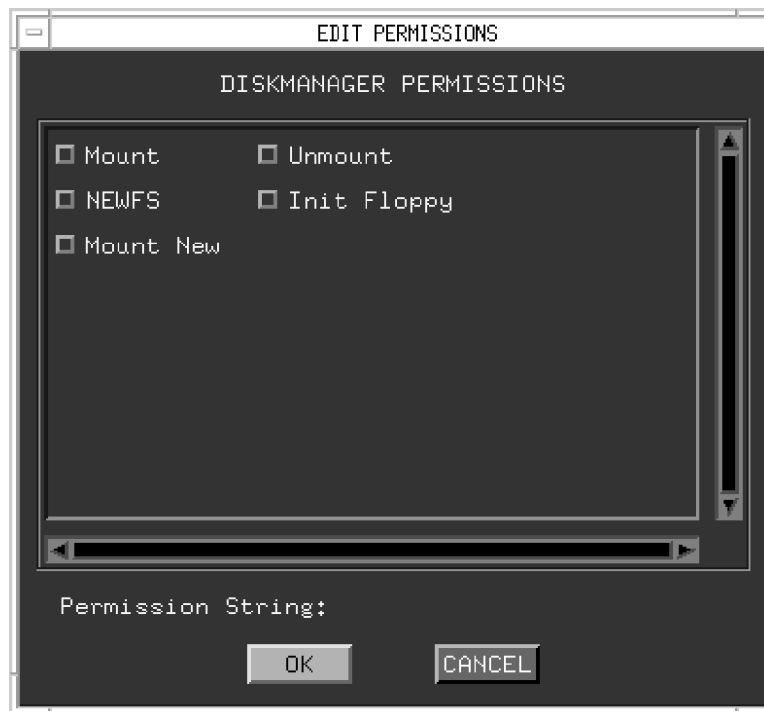 EDIT PERMISSIONS
DISKMANAGER PERMISSIONS
Mount Unmount
NEWFS Init Floppy
Mount New
Permission String:
OK CANCEL